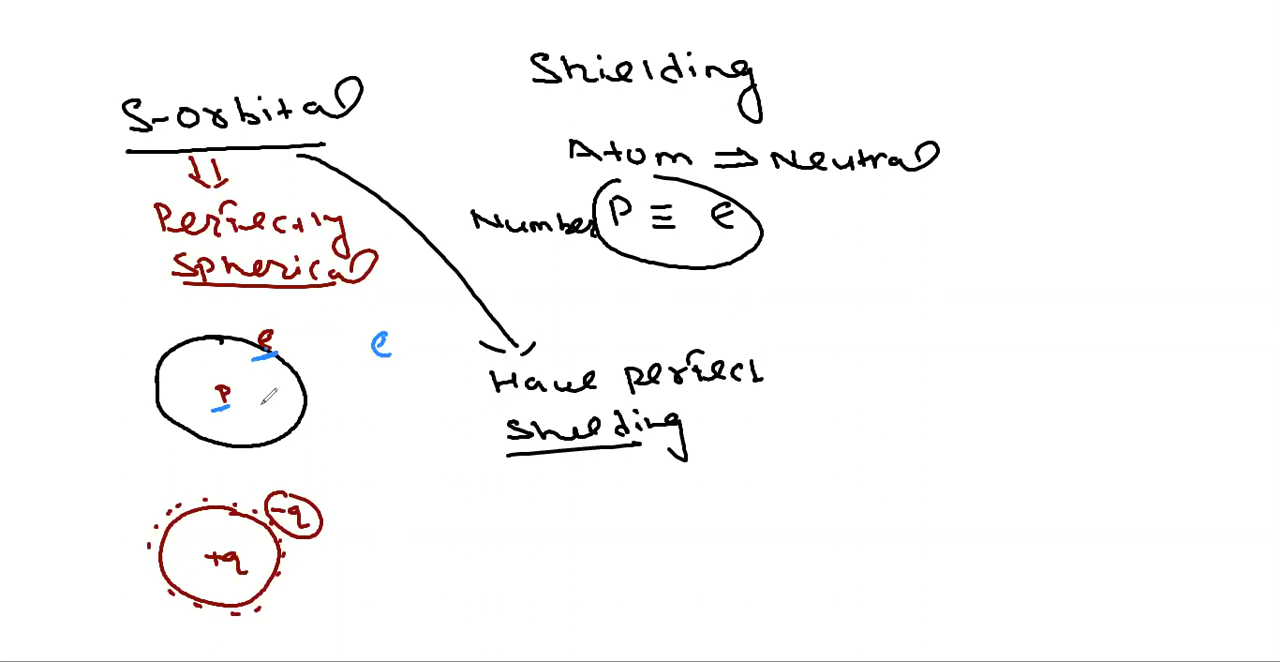 Shielding
S-orbital
Atom ⇒ Neutral
Perfectly
Spherical
Number P ≡ e
e
e
P
Have perfect
Shielding
-q
+q